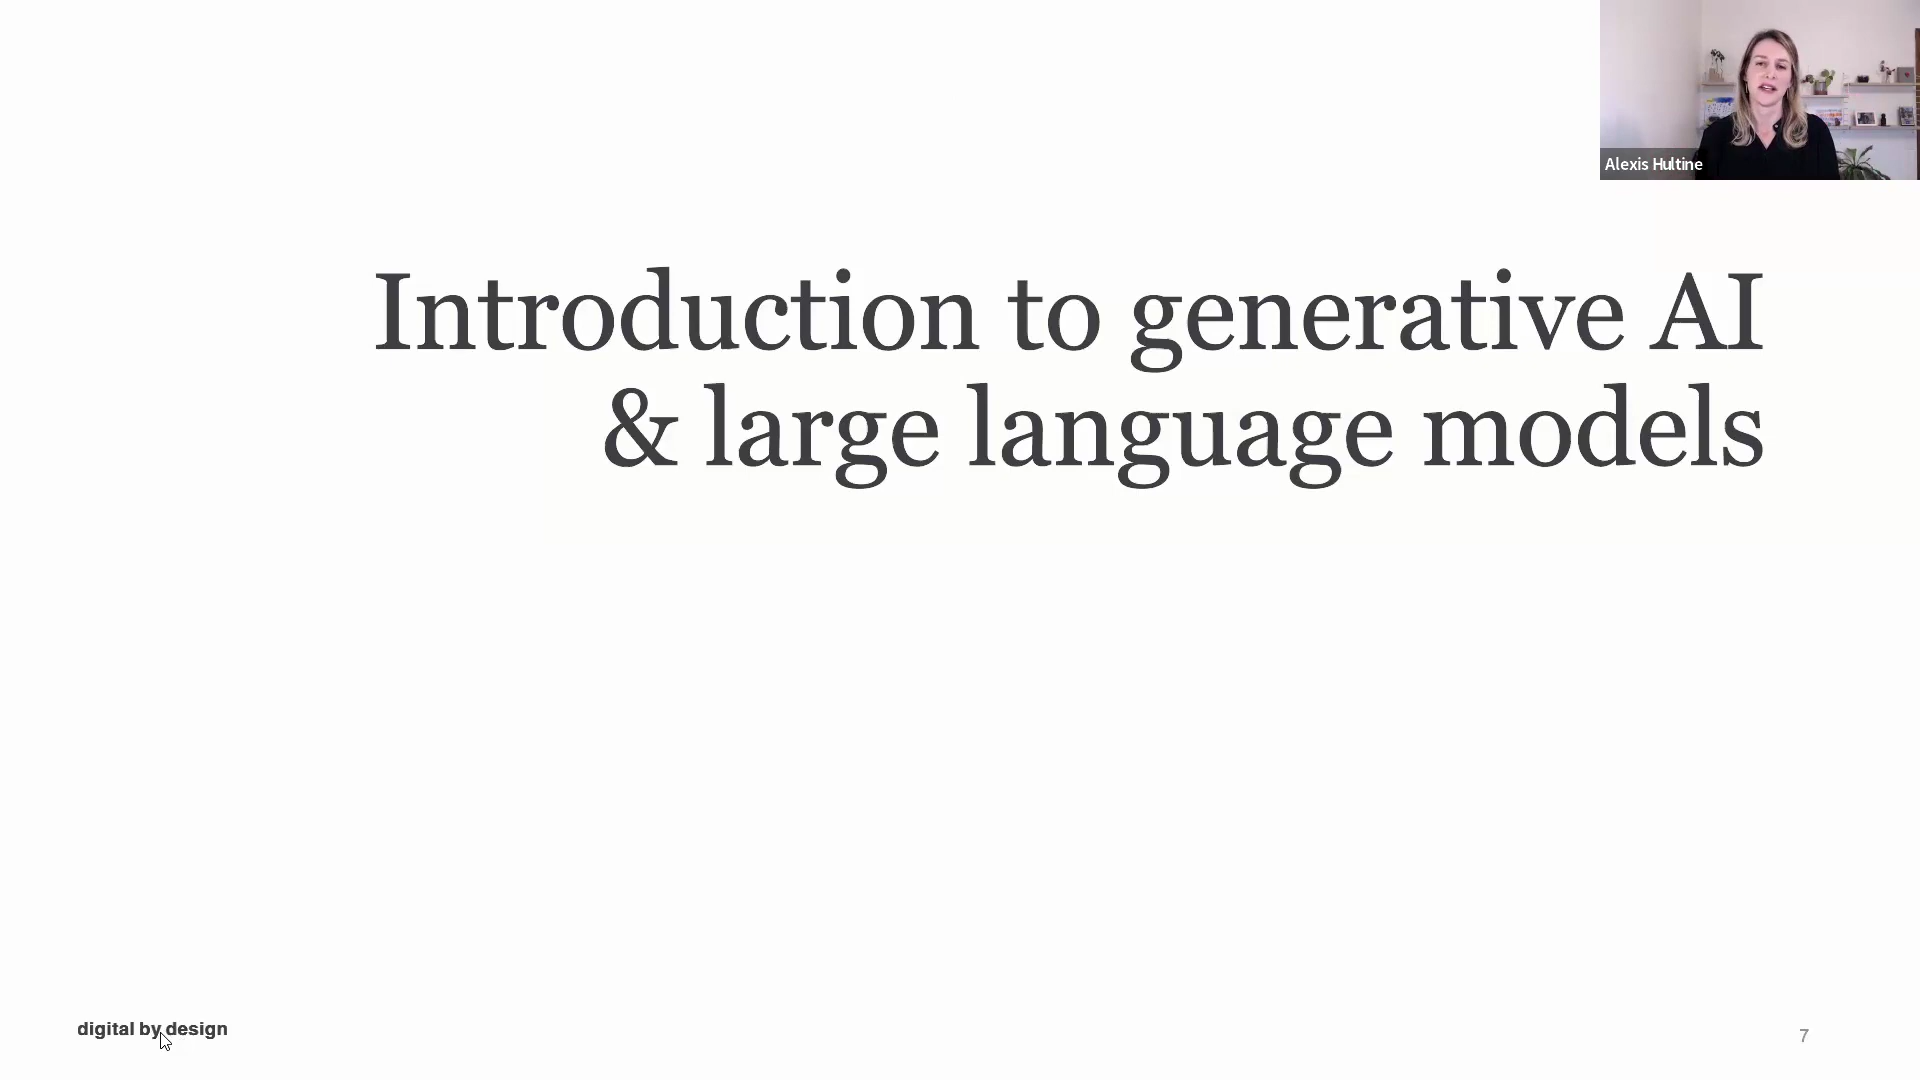 Alexis Hultine
Introduction to generative AI
& large language models
digital by design
7